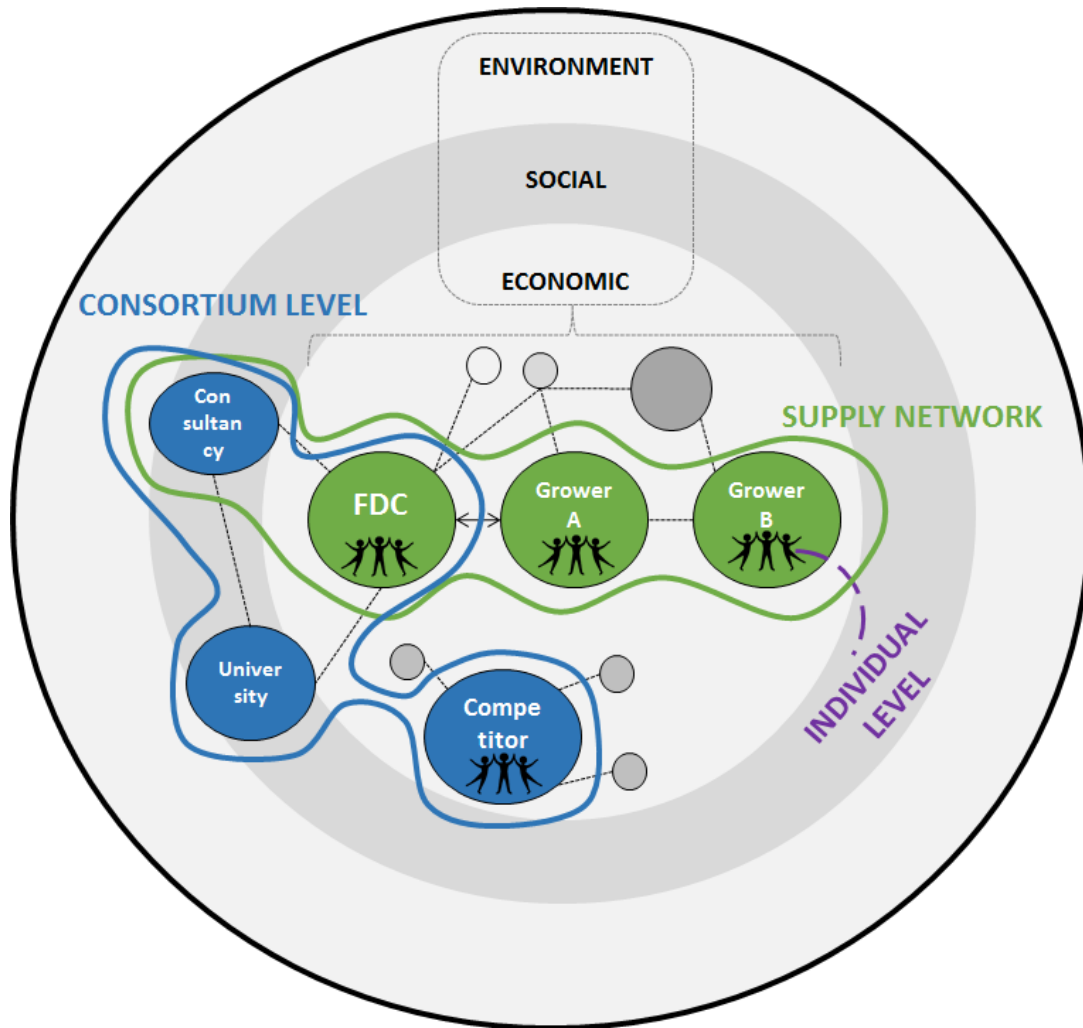 ENVIRONMENT
SOCIAL
ECONOMIC
CONSORTIUM LEVEL
SUPPLY NETWORK
Con
sultan
cy
FDC
Grower
A
Grower
B
Univer
sity
Compe
titor
INDIVIDUAL
LEVEL